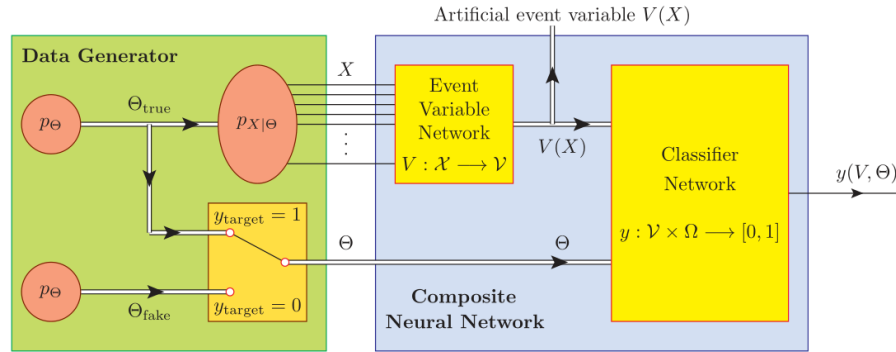 Artificial event variable V(X)
Data Generator
p_Θ
Θ_true
p_{X|Θ}
X
⋮
Event
Variable
Network
V : 𝒳 ⟶ 𝒱
V(X)
Classifier
Network
y : 𝒱 × Ω ⟶ [0, 1]
y(V, Θ)
y_target = 1
Θ
Θ
p_Θ
Θ_fake
y_target = 0
Composite
Neural Network